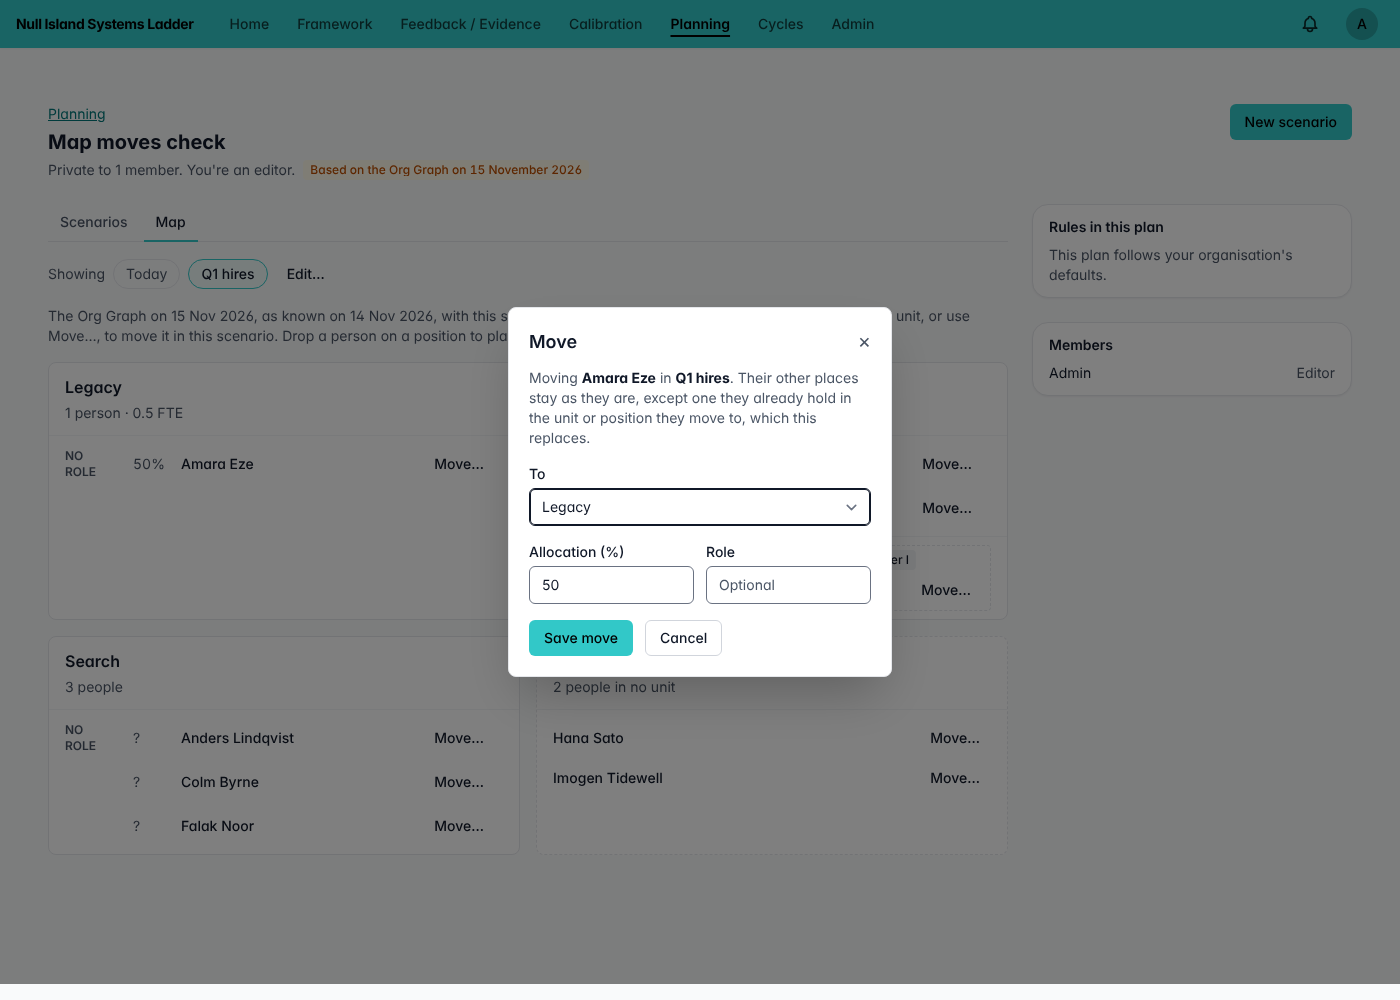 Null Island Systems Ladder Home Framework Feedback / Evidence Calibration Planning Cycles Admin A
Planning
Map moves check
New scenario
Private to 1 member. You're an editor. Based on the Org Graph on 15 November 2026
Scenarios Map
Showing Today Q1 hires Edit...
The Org Graph on 15 Nov 2026, as known on 14 Nov 2026, with this s unit, or use
Move..., to move it in this scenario. Drop a person on a position to pla
Legacy
1 person · 0.5 FTE
NO ROLE 50% Amara Eze Move...
Move...
Move...
er I
Move...
Search
3 people
NO ROLE ? Anders Lindqvist Move...
? Colm Byrne Move...
? Falak Noor Move...
2 people in no unit
Hana Sato Move...
Imogen Tidewell Move...
Rules in this plan
This plan follows your organisation's
defaults.
Members
Admin Editor
Move
Moving Amara Eze in Q1 hires. Their other places
stay as they are, except one they already hold in
the unit or position they move to, which this
replaces.
To
Legacy
Allocation (%) Role
50 Optional
Save move Cancel